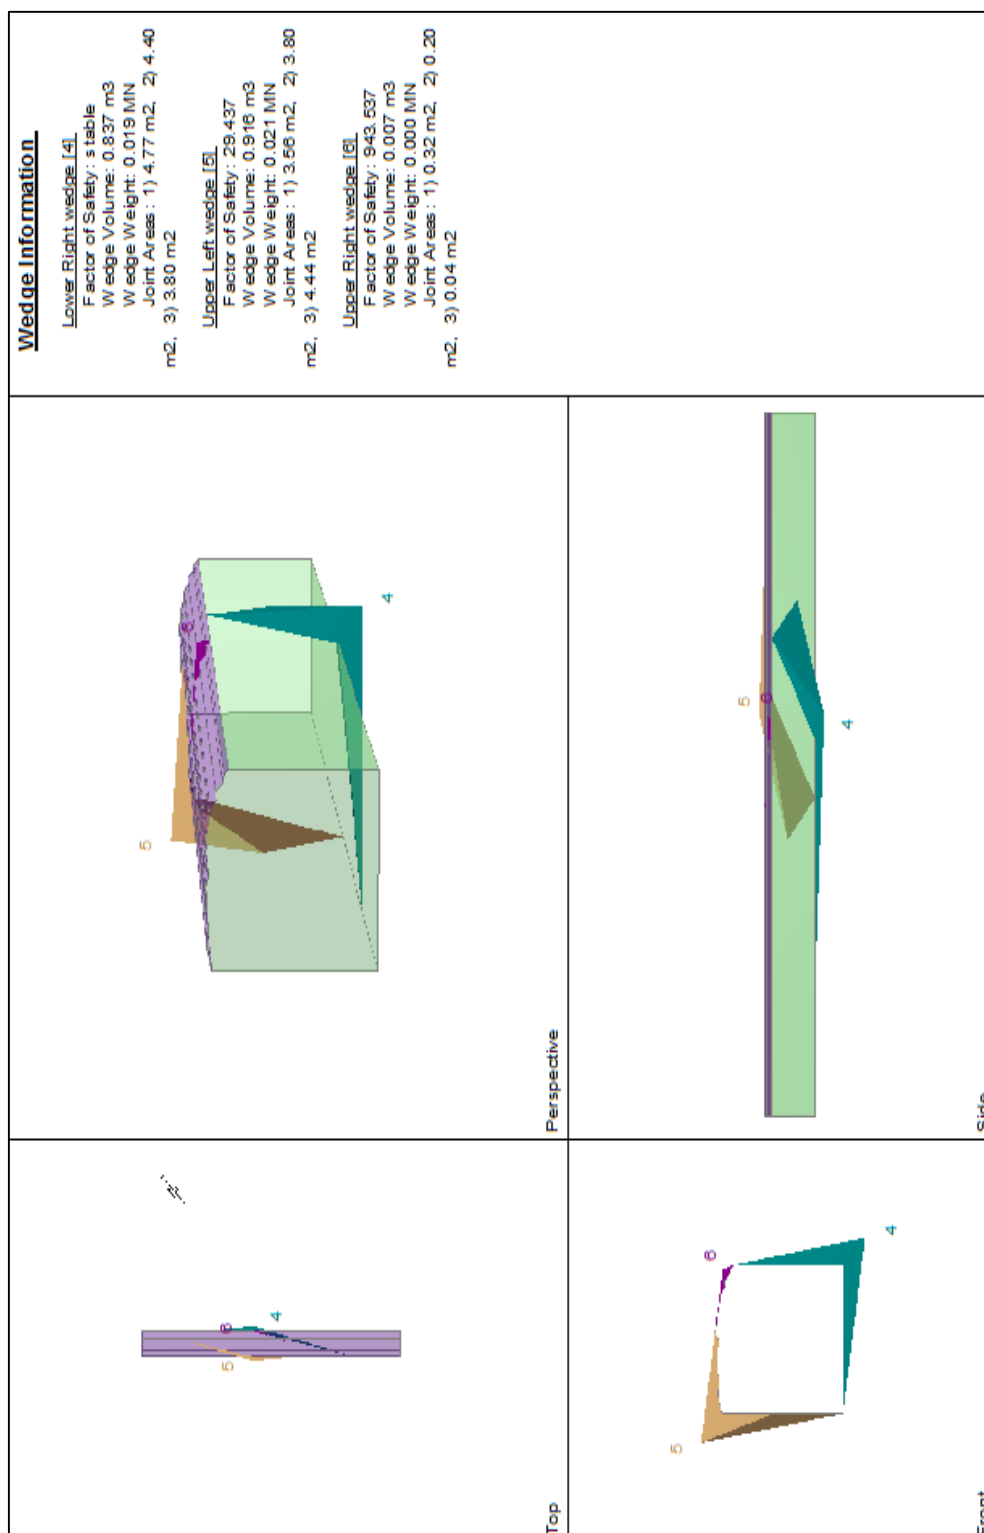 Wedge Information
Lower Right wedge [4]
Factor of Safety: stable
Wedge Volume: 0.837 m3
Wedge Weight: 0.019 MN
Joint Areas: 1) 4.77 m2, 2) 4.40
m2, 3) 3.80 m2
Upper Left wedge [5]
Factor of Safety: 29.437
Wedge Volume: 0.916 m3
Wedge Weight: 0.021 MN
Joint Areas: 1) 3.56 m2, 2) 3.80
m2, 3) 4.44 m2
Upper Right wedge [6]
Factor of Safety: 943.537
Wedge Volume: 0.007 m3
Wedge Weight: 0.000 MN
Joint Areas: 1) 0.32 m2, 2) 0.20
m2, 3) 0.04 m2
5
6
4
Top
5
6
4
Perspective
5
6
4
Front
5
6
4
Side